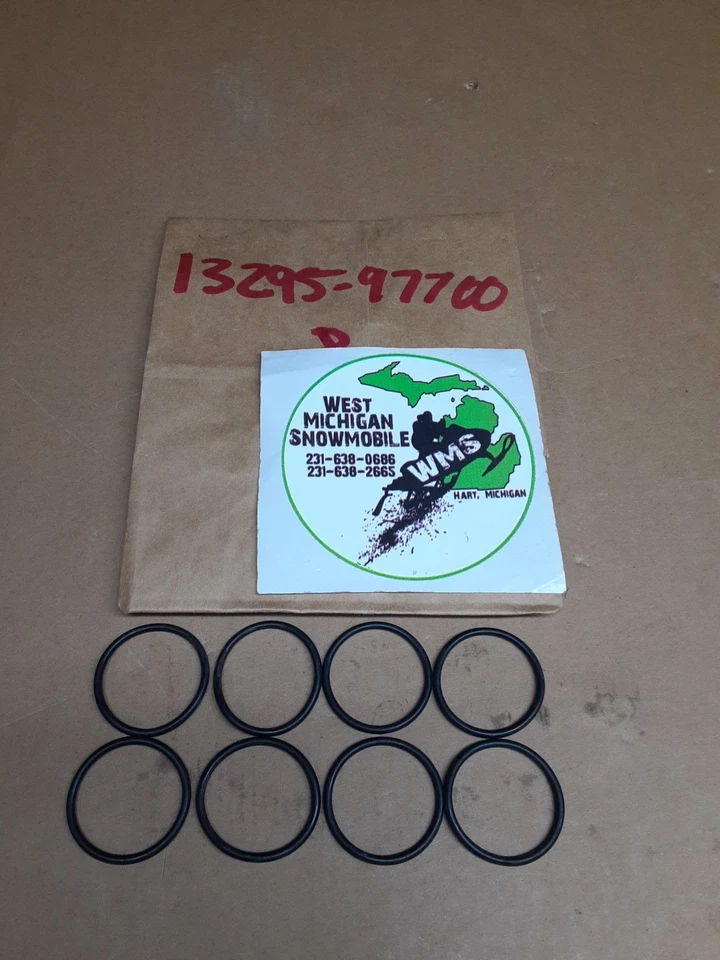 13295-97700
WEST
MICHIGAN
SNOWMOBILE
231-638-0686
231-638-2665
WMS
HART, MICHIGAN